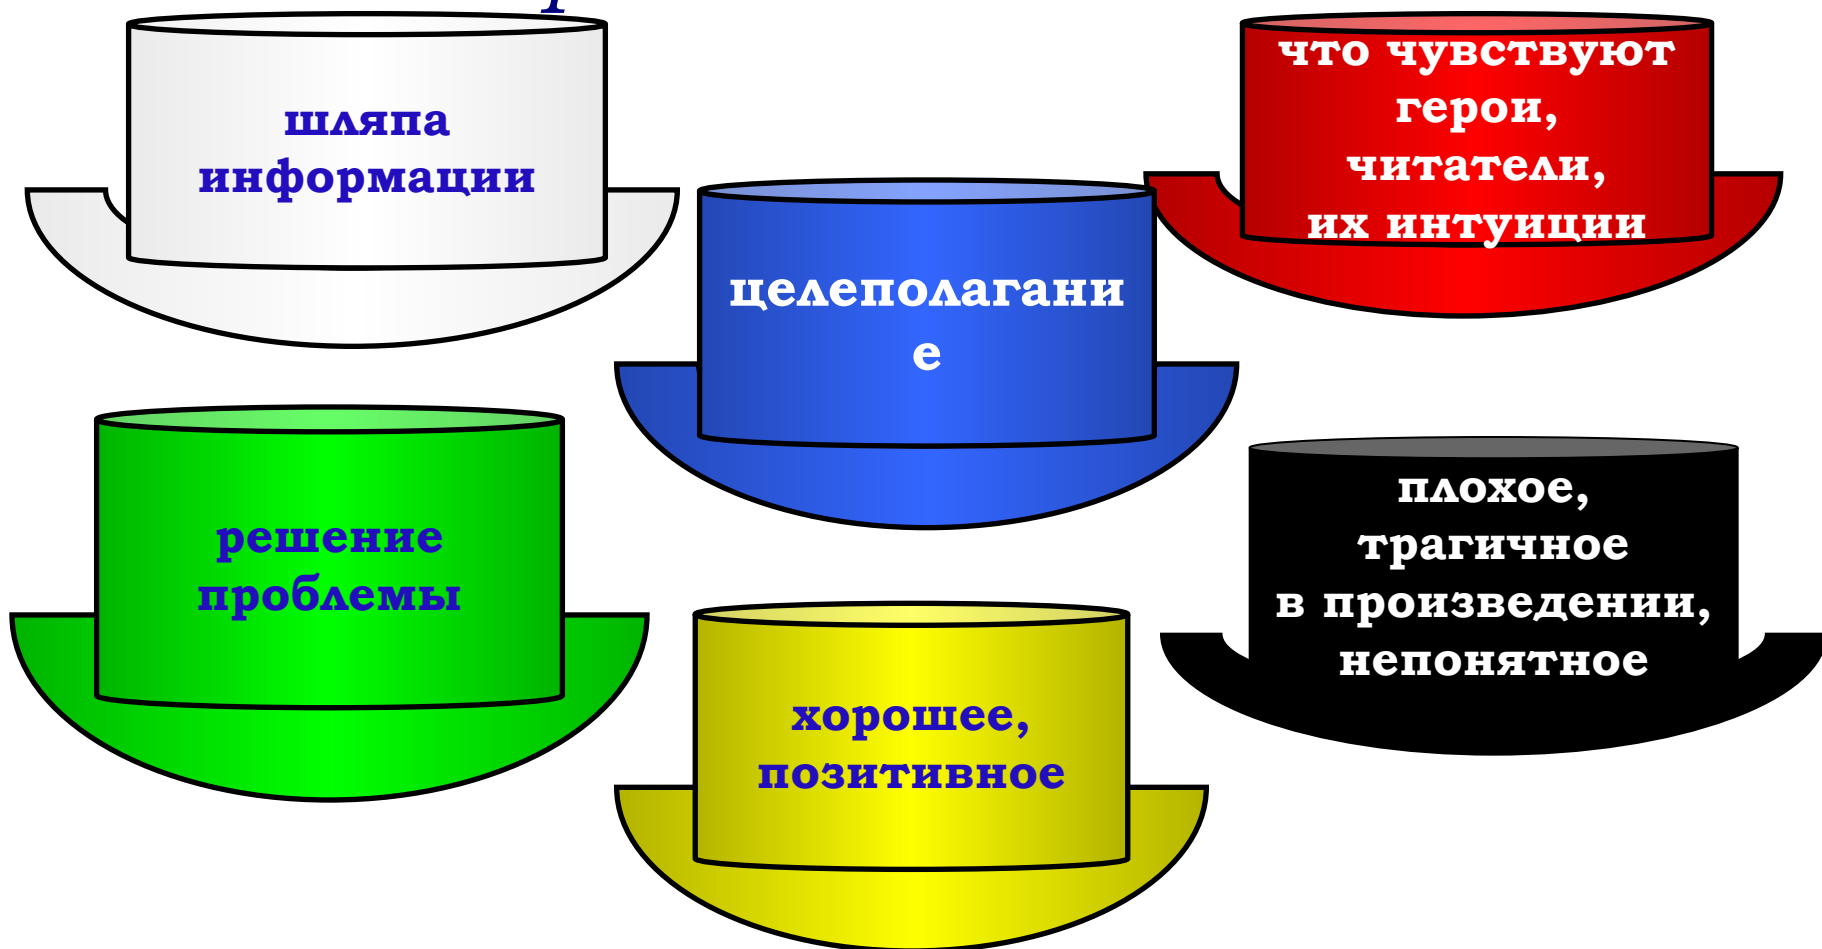 шляпа
информации
что чувствуют
герои,
читатели,
их интуиции
целеполагани
е
решение
проблемы
плохое,
трагичное
в произведении,
непонятное
хорошее,
позитивное